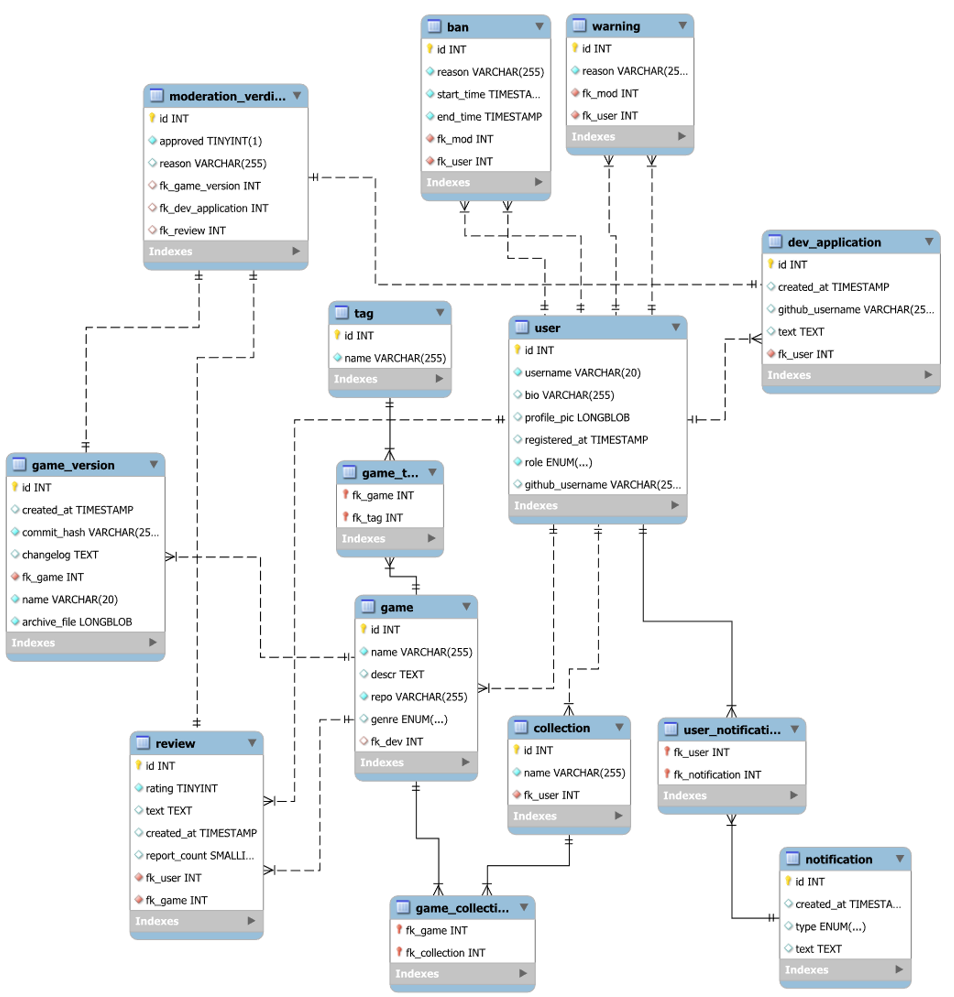 ban
id INT
reason VARCHAR(255)
start_time TIMESTA...
end_time TIMESTAMP
fk_mod INT
fk_user INT
Indexes
warning
id INT
reason VARCHAR(25...
fk_mod INT
fk_user INT
Indexes
moderation_verdi...
id INT
approved TINYINT(1)
reason VARCHAR(255)
fk_game_version INT
fk_dev_application INT
fk_review INT
Indexes
dev_application
id INT
created_at TIMESTAMP
github_username VARCHAR(25...
text TEXT
fk_user INT
Indexes
tag
id INT
name VARCHAR(255)
Indexes
user
id INT
username VARCHAR(20)
bio VARCHAR(255)
profile_pic LONGBLOB
registered_at TIMESTAMP
role ENUM(...)
github_username VARCHAR(25...
Indexes
game_version
id INT
created_at TIMESTAMP
commit_hash VARCHAR(25...
changelog TEXT
fk_game INT
name VARCHAR(20)
archive_file LONGBLOB
Indexes
game_t...
fk_game INT
fk_tag INT
Indexes
game
id INT
name VARCHAR(255)
descr TEXT
repo VARCHAR(255)
genre ENUM(...)
fk_dev INT
Indexes
review
id INT
rating TINYINT
text TEXT
created_at TIMESTAMP
report_count SMALLI...
fk_user INT
fk_game INT
Indexes
collection
id INT
name VARCHAR(255)
fk_user INT
Indexes
user_notificati...
fk_user INT
fk_notification INT
Indexes
notification
id INT
created_at TIMESTA...
type ENUM(...)
text TEXT
Indexes
game_collecti...
fk_game INT
fk_collection INT
Indexes